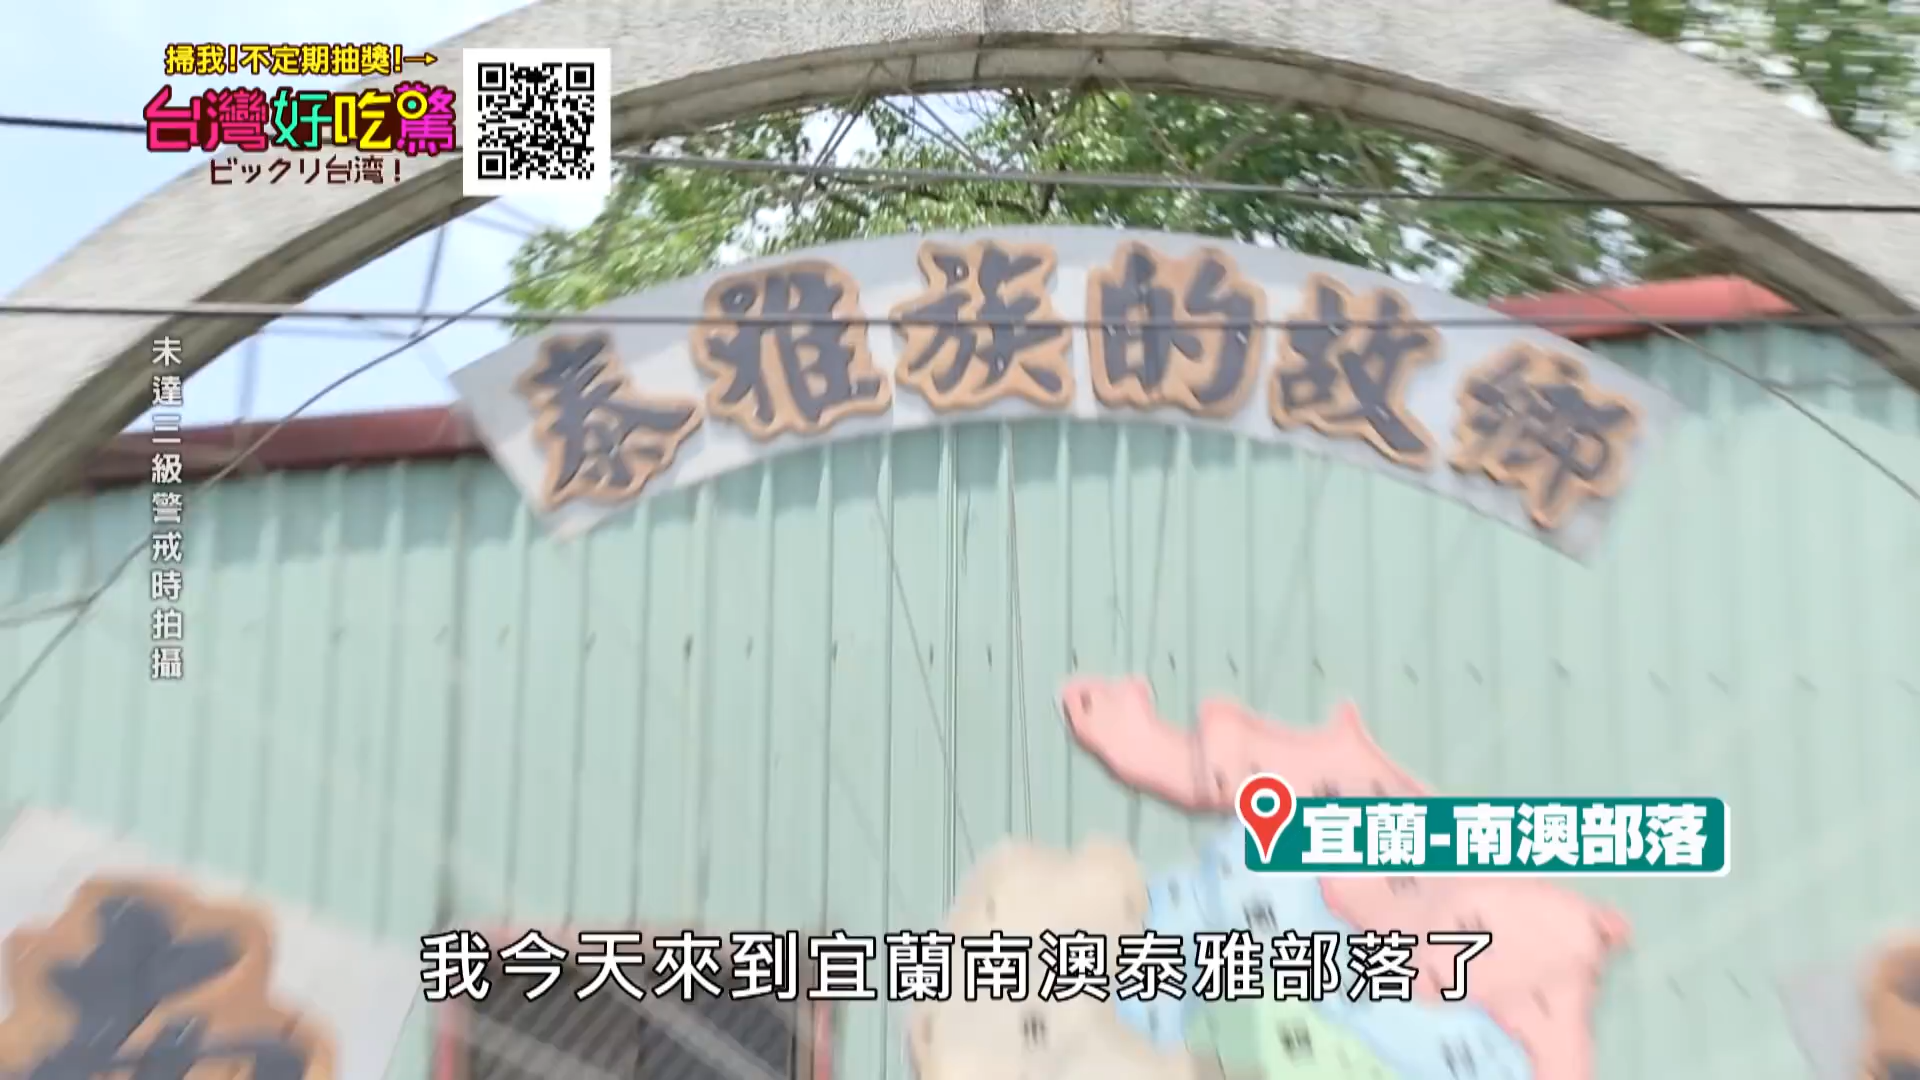 掃我!不定期抽獎!→
台灣好吃驚
ビックリ台湾!
未達三級警戒時拍攝
泰雅族的故鄉
宜蘭-南澳部落
我今天來到宜蘭南澳泰雅部落了